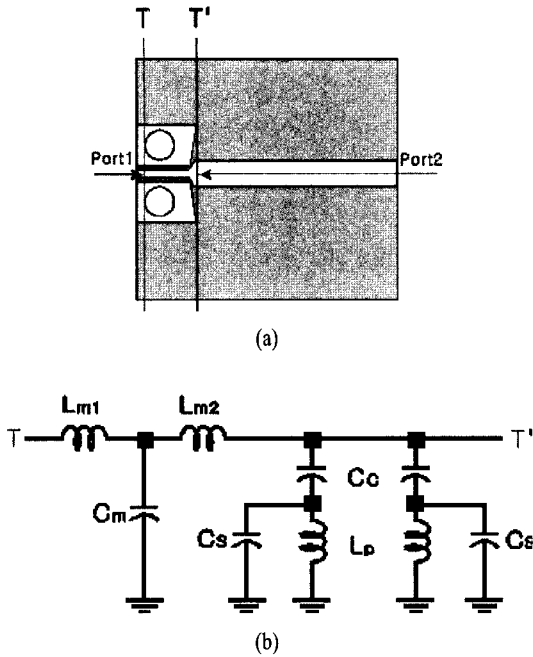 T T'
Port1 Port2
(a)
Lm1 Lm2
T T'
Cc
Cm Cs Lp Cs
(b)